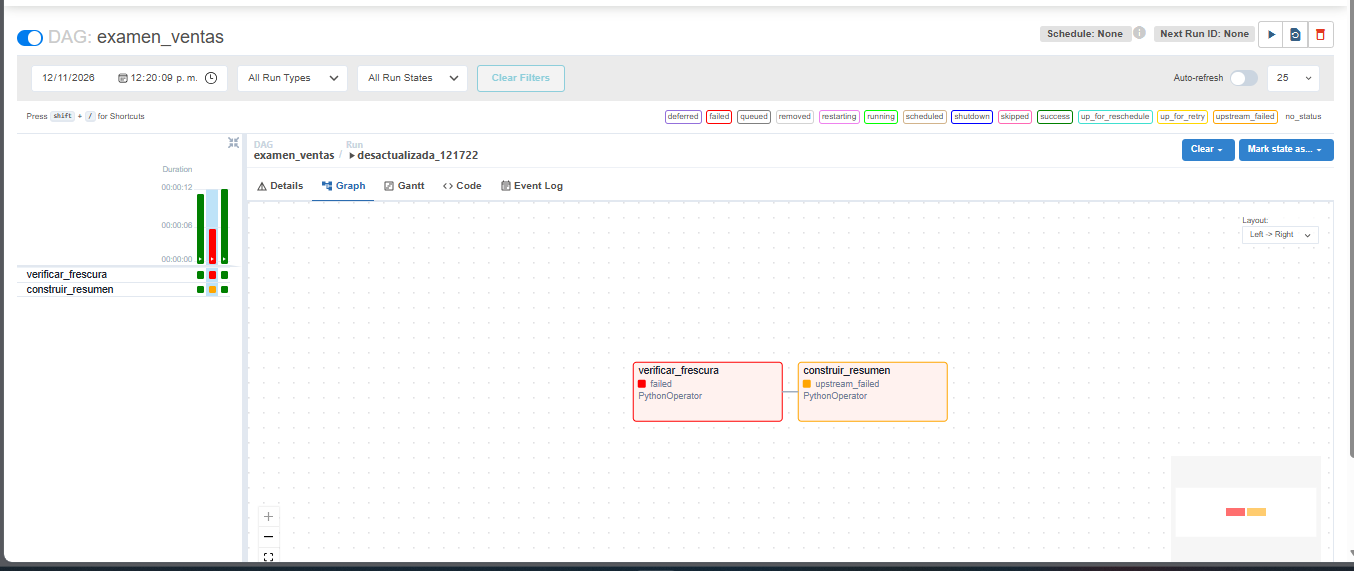 DAG: examen_ventas
Schedule: None
Next Run ID: None
12/11/2026 12:20:09 p. m.
All Run Types
All Run States
Clear Filters
Auto-refresh
25
Press shift + / for Shortcuts
deferred failed queued removed restarting running scheduled shutdown skipped success up_for_reschedule up_for_retry upstream_failed no_status
DAG
examen_ventas /
Run
desactualizada_121722
Clear
Mark state as...
Duration
00:00:12
00:00:06
00:00:00
verificar_frescura
construir_resumen
Details
Graph
Gantt
Code
Event Log
Layout:
Left -> Right
verificar_frescura
failed
PythonOperator
construir_resumen
upstream_failed
PythonOperator